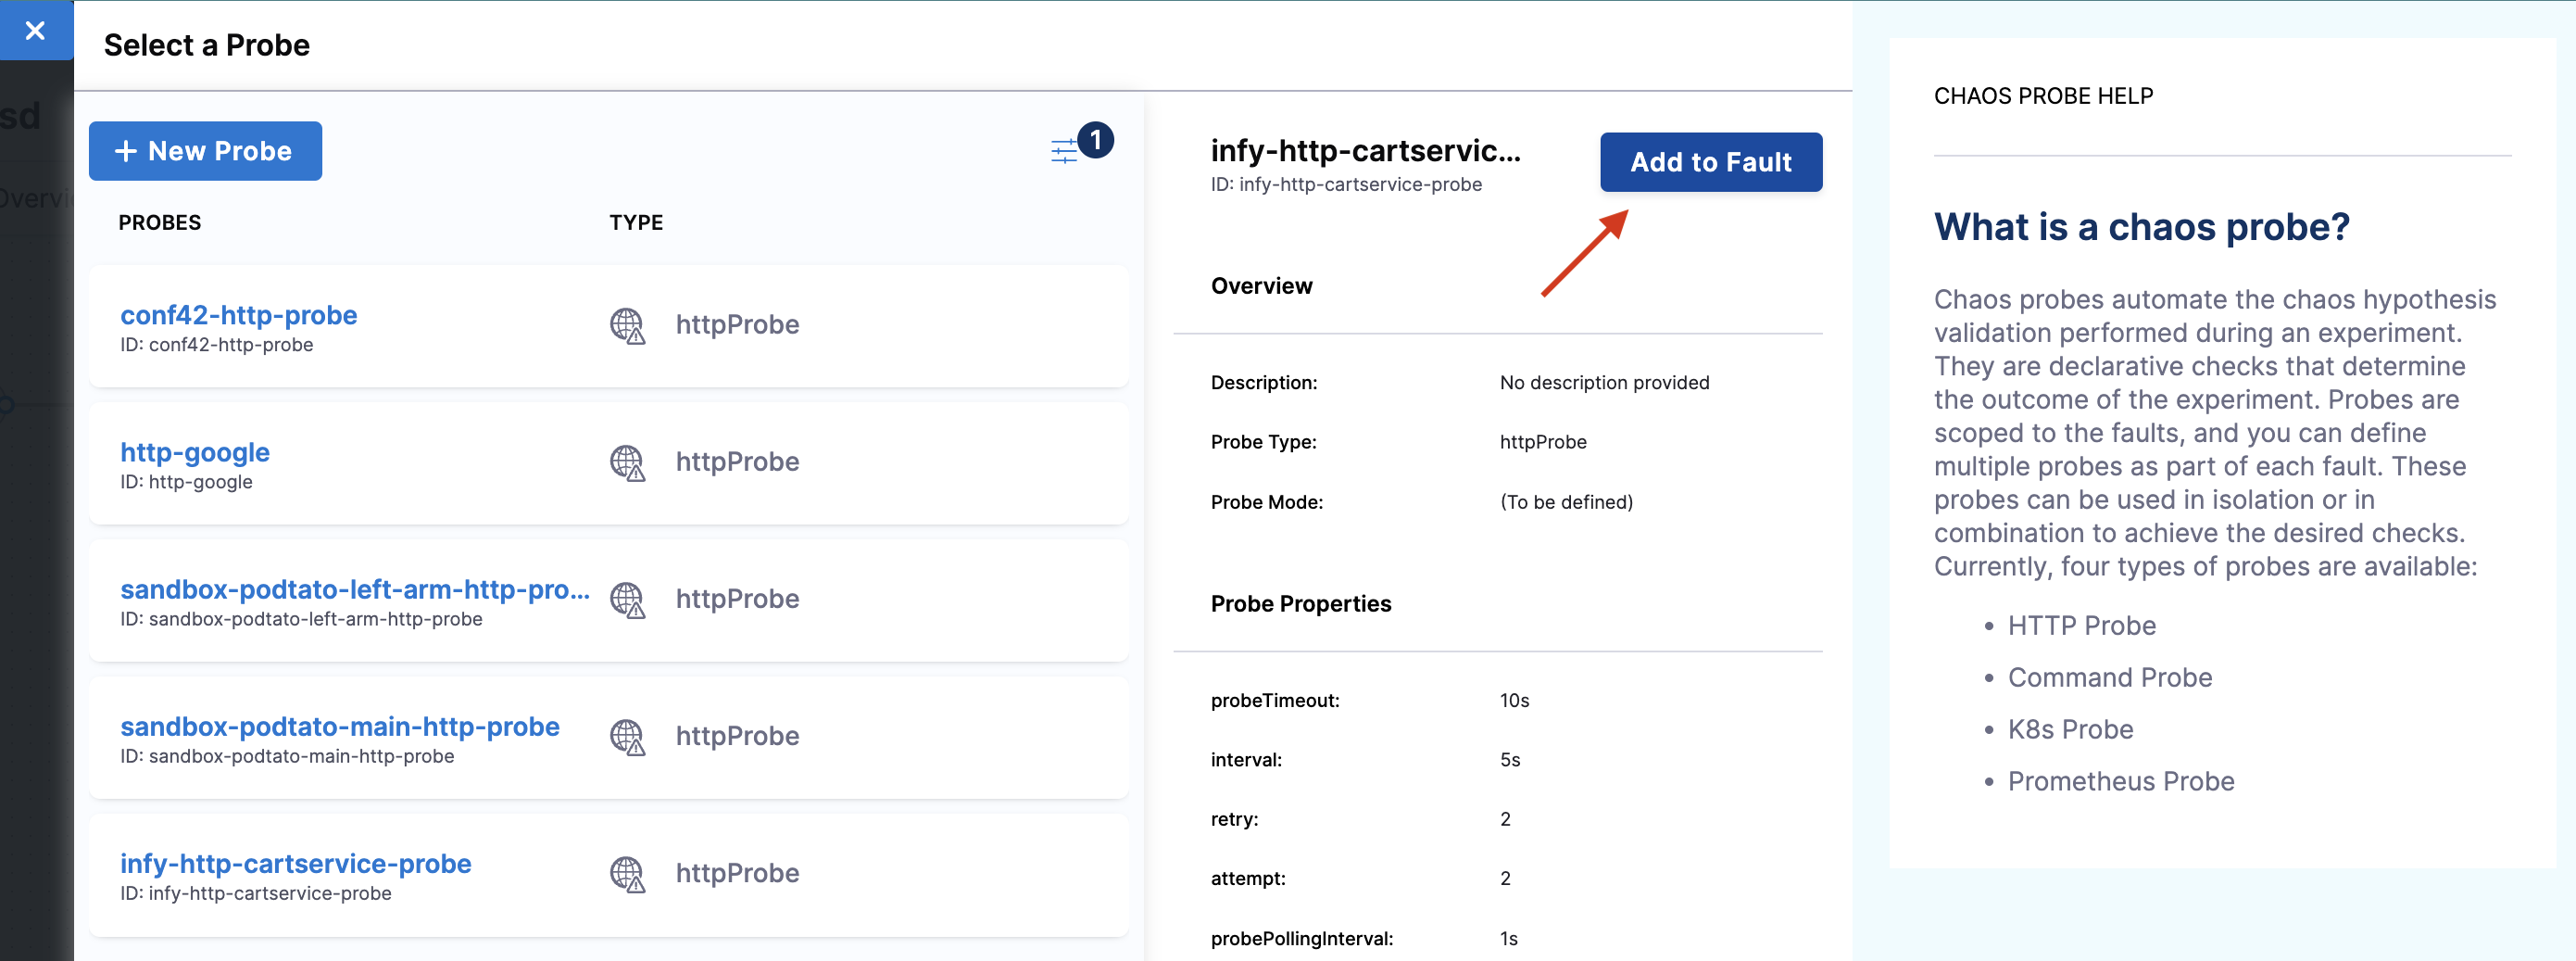 sd
Overvi
Select a Probe
+ New Probe
1
PROBES TYPE
conf42-http-probe
ID: conf42-http-probe
httpProbe
http-google
ID: http-google
httpProbe
sandbox-podtato-left-arm-http-pro...
ID: sandbox-podtato-left-arm-http-probe
httpProbe
sandbox-podtato-main-http-probe
ID: sandbox-podtato-main-http-probe
httpProbe
infy-http-cartservice-probe
ID: infy-http-cartservice-probe
httpProbe
infy-http-cartservic...
ID: infy-http-cartservice-probe
Add to Fault
Overview
Description: No description provided
Probe Type: httpProbe
Probe Mode: (To be defined)
Probe Properties
probeTimeout: 10s
interval: 5s
retry: 2
attempt: 2
probePollingInterval: 1s
CHAOS PROBE HELP
What is a chaos probe?
Chaos probes automate the chaos hypothesis
validation performed during an experiment.
They are declarative checks that determine
the outcome of the experiment. Probes are
scoped to the faults, and you can define
multiple probes as part of each fault. These
probes can be used in isolation or in
combination to achieve the desired checks.
Currently, four types of probes are available:
• HTTP Probe
• Command Probe
• K8s Probe
• Prometheus Probe